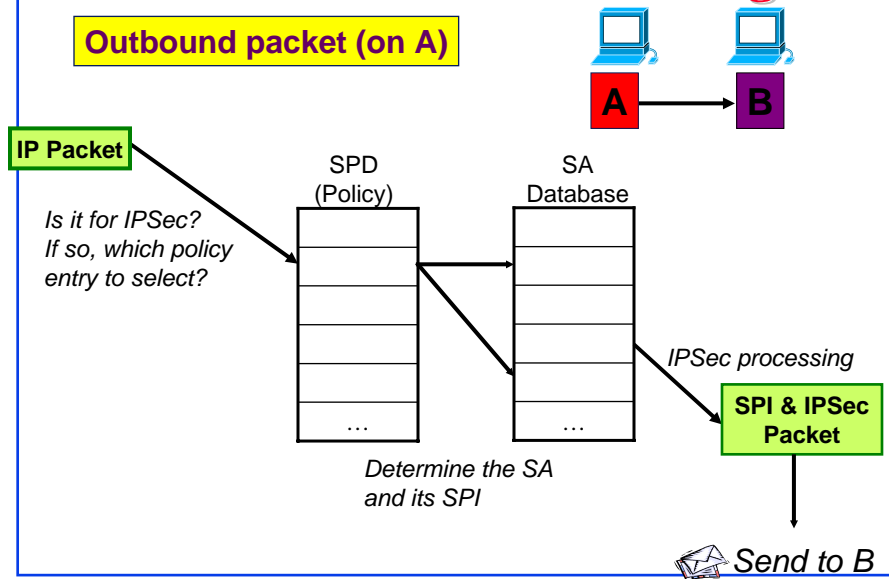 Outbound packet (on A)
A
B
IP Packet
SPD
(Policy)
SA
Database
Is it for IPSec?
If so, which policy
entry to select?
IPSec processing
…
…
SPI & IPSec
Packet
Determine the SA
and its SPI
Send to B